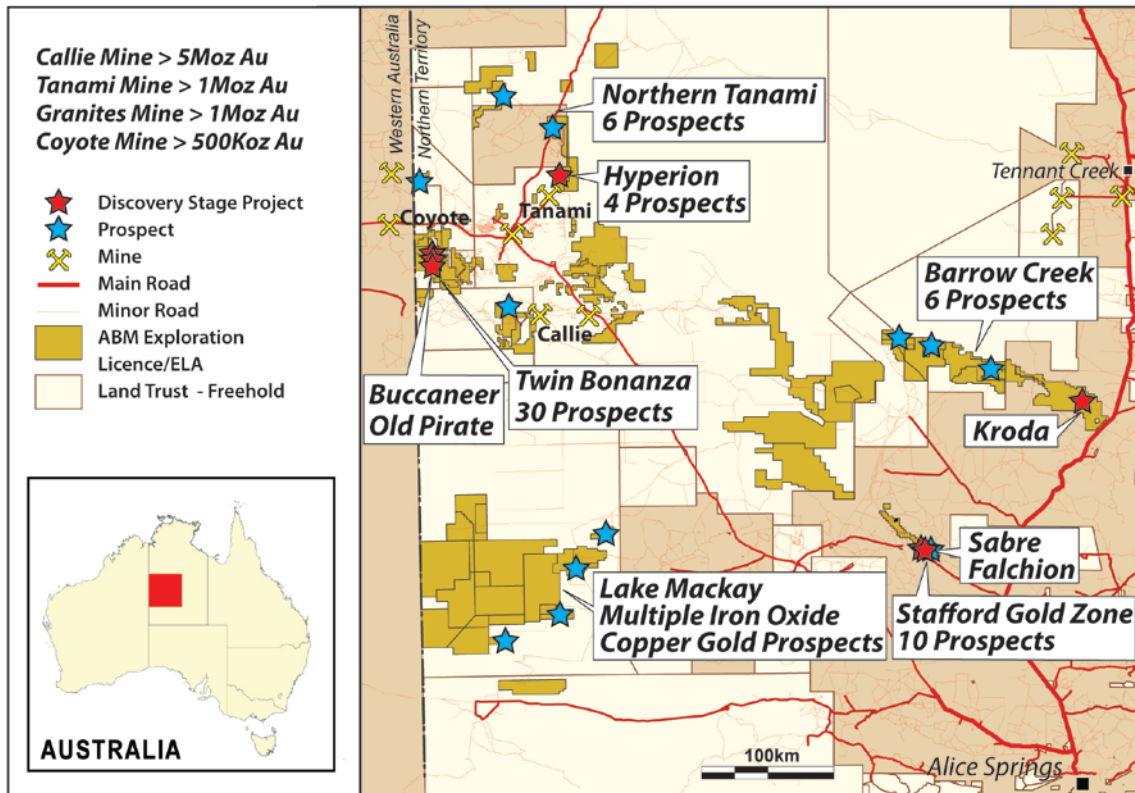 Callie Mine > 5Moz Au
Tanami Mine > 1Moz Au
Granites Mine > 1Moz Au
Coyote Mine > 500Koz Au
Discovery Stage Project
Prospect
Mine
Main Road
Minor Road
ABM Exploration
Licence/ELA
Land Trust - Freehold
AUSTRALIA
Western Australia
Northern Territory
Northern Tanami
6 Prospects
Hyperion
4 Prospects
Tennant Creek
Coyote
Tanami
Barrow Creek
6 Prospects
Callie
Buccaneer
Old Pirate
Twin Bonanza
30 Prospects
Kroda
Sabre
Falchion
Lake Mackay
Multiple Iron Oxide
Copper Gold Prospects
Stafford Gold Zone
10 Prospects
100km
Alice Springs